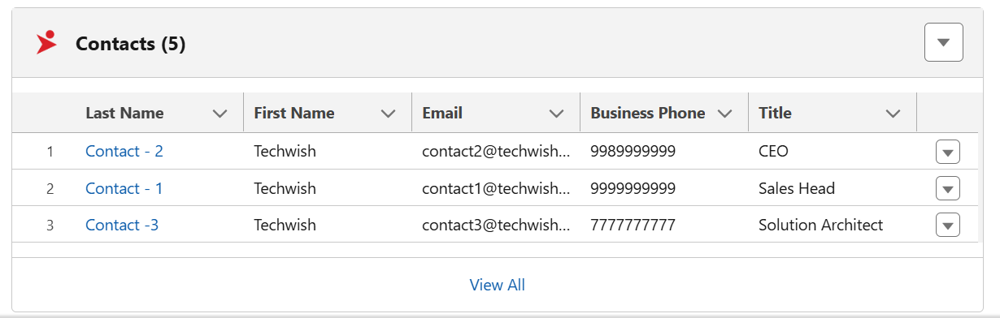 Contacts (5)
Last Name First Name Email Business Phone Title
1 Contact - 2 Techwish contact2@techwish... 9989999999 CEO
2 Contact - 1 Techwish contact1@techwish... 9999999999 Sales Head
3 Contact -3 Techwish contact3@techwish... 7777777777 Solution Architect
View All